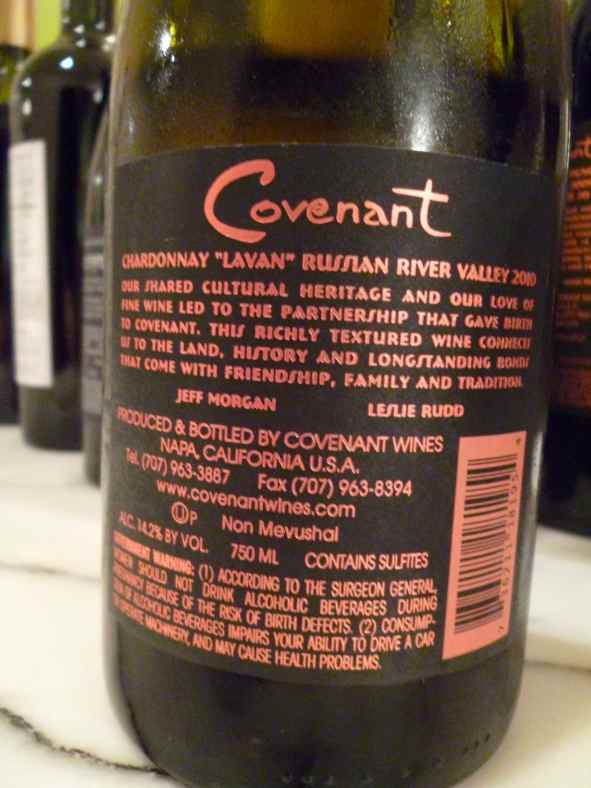 Covenant
CHARDONNAY "LAVAN" RUSSIAN RIVER VALLEY 2010
OUR SHARED CULTURAL HERITAGE AND OUR LOVE OF
FINE WINE LED TO THE PARTNERSHIP THAT GAVE BIRTH
TO COVENANT. THIS RICHLY TEXTURED WINE CONNECTS
US TO THE LAND, HISTORY AND LONGSTANDING BONDS
THAT COME WITH FRIENDSHIP, FAMILY AND TRADITION.
JEFF MORGAN LESLIE RUDD
PRODUCED & BOTTLED BY COVENANT WINES
NAPA, CALIFORNIA U.S.A.
Tel. (707) 963-3887 Fax (707) 963-8394
www.covenantwines.com
Ⓤ P Non Mevushal
ALC. 14.2% BY VOL. 750 ML CONTAINS SULFITES
GOVERNMENT WARNING: (1) ACCORDING TO THE SURGEON GENERAL,
WOMEN SHOULD NOT DRINK ALCOHOLIC BEVERAGES DURING
PREGNANCY BECAUSE OF THE RISK OF BIRTH DEFECTS. (2) CONSUMP-
TION OF ALCOHOLIC BEVERAGES IMPAIRS YOUR ABILITY TO DRIVE A CAR
OR OPERATE MACHINERY, AND MAY CAUSE HEALTH PROBLEMS.